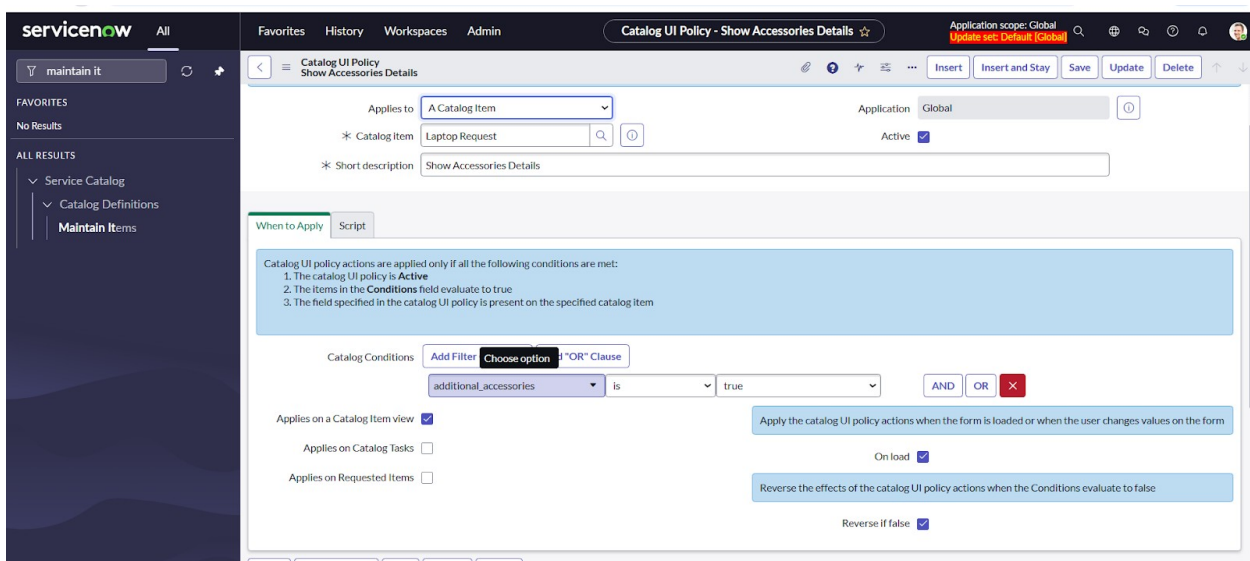 servicenow All Favorites History Workspaces Admin Catalog UI Policy - Show Accessories Details ☆ Application scope: Global
Update set: Default [Global]
maintain it
FAVORITES
No Results
ALL RESULTS
Service Catalog
Catalog Definitions
Maintain Items
Catalog UI Policy
Show Accessories Details
Insert Insert and Stay Save Update Delete
Applies to A Catalog Item Application Global
Catalog item Laptop Request Active
Short description Show Accessories Details
When to Apply Script
Catalog UI policy actions are applied only if all the following conditions are met:
1. The catalog UI policy is Active
2. The items in the Conditions field evaluate to true
3. The field specified in the catalog UI policy is present on the specified catalog item
Catalog Conditions Add Filter "OR" Clause
Choose option
additional_accessories is true AND OR
Applies on a Catalog Item view Apply the catalog UI policy actions when the form is loaded or when the user changes values on the form
Applies on Catalog Tasks On load
Applies on Requested Items Reverse the effects of the catalog UI policy actions when the Conditions evaluate to false
Reverse if false